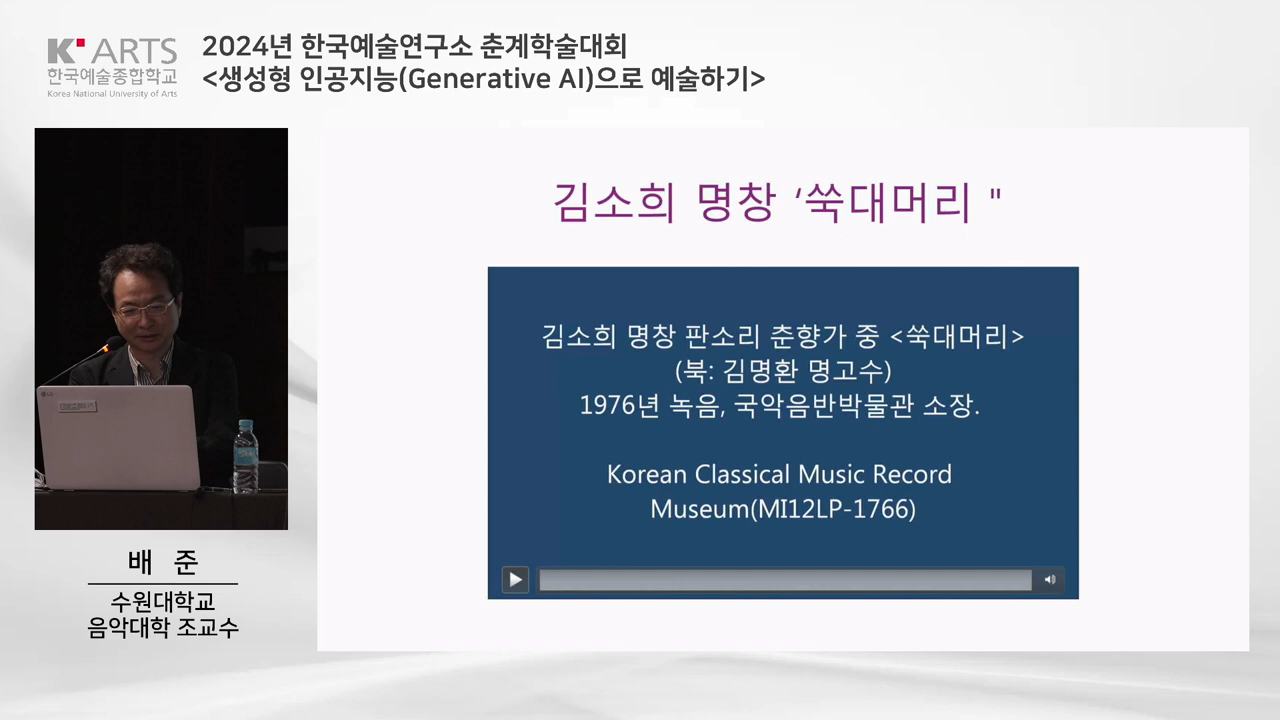 K ARTS
한국예술종합학교
Korea National University of Arts
2024년 한국예술연구소 춘계학술대회
<생성형 인공지능(Generative AI)으로 예술하기>
김소희 명창 ‘쑥대머리 "
김소희 명창 판소리 춘향가 중 <쑥대머리>
(북: 김명환 명고수)
1976년 녹음, 국악음반박물관 소장.
Korean Classical Music Record
Museum(MI12LP-1766)
LG
배 준
수원대학교
음악대학 조교수